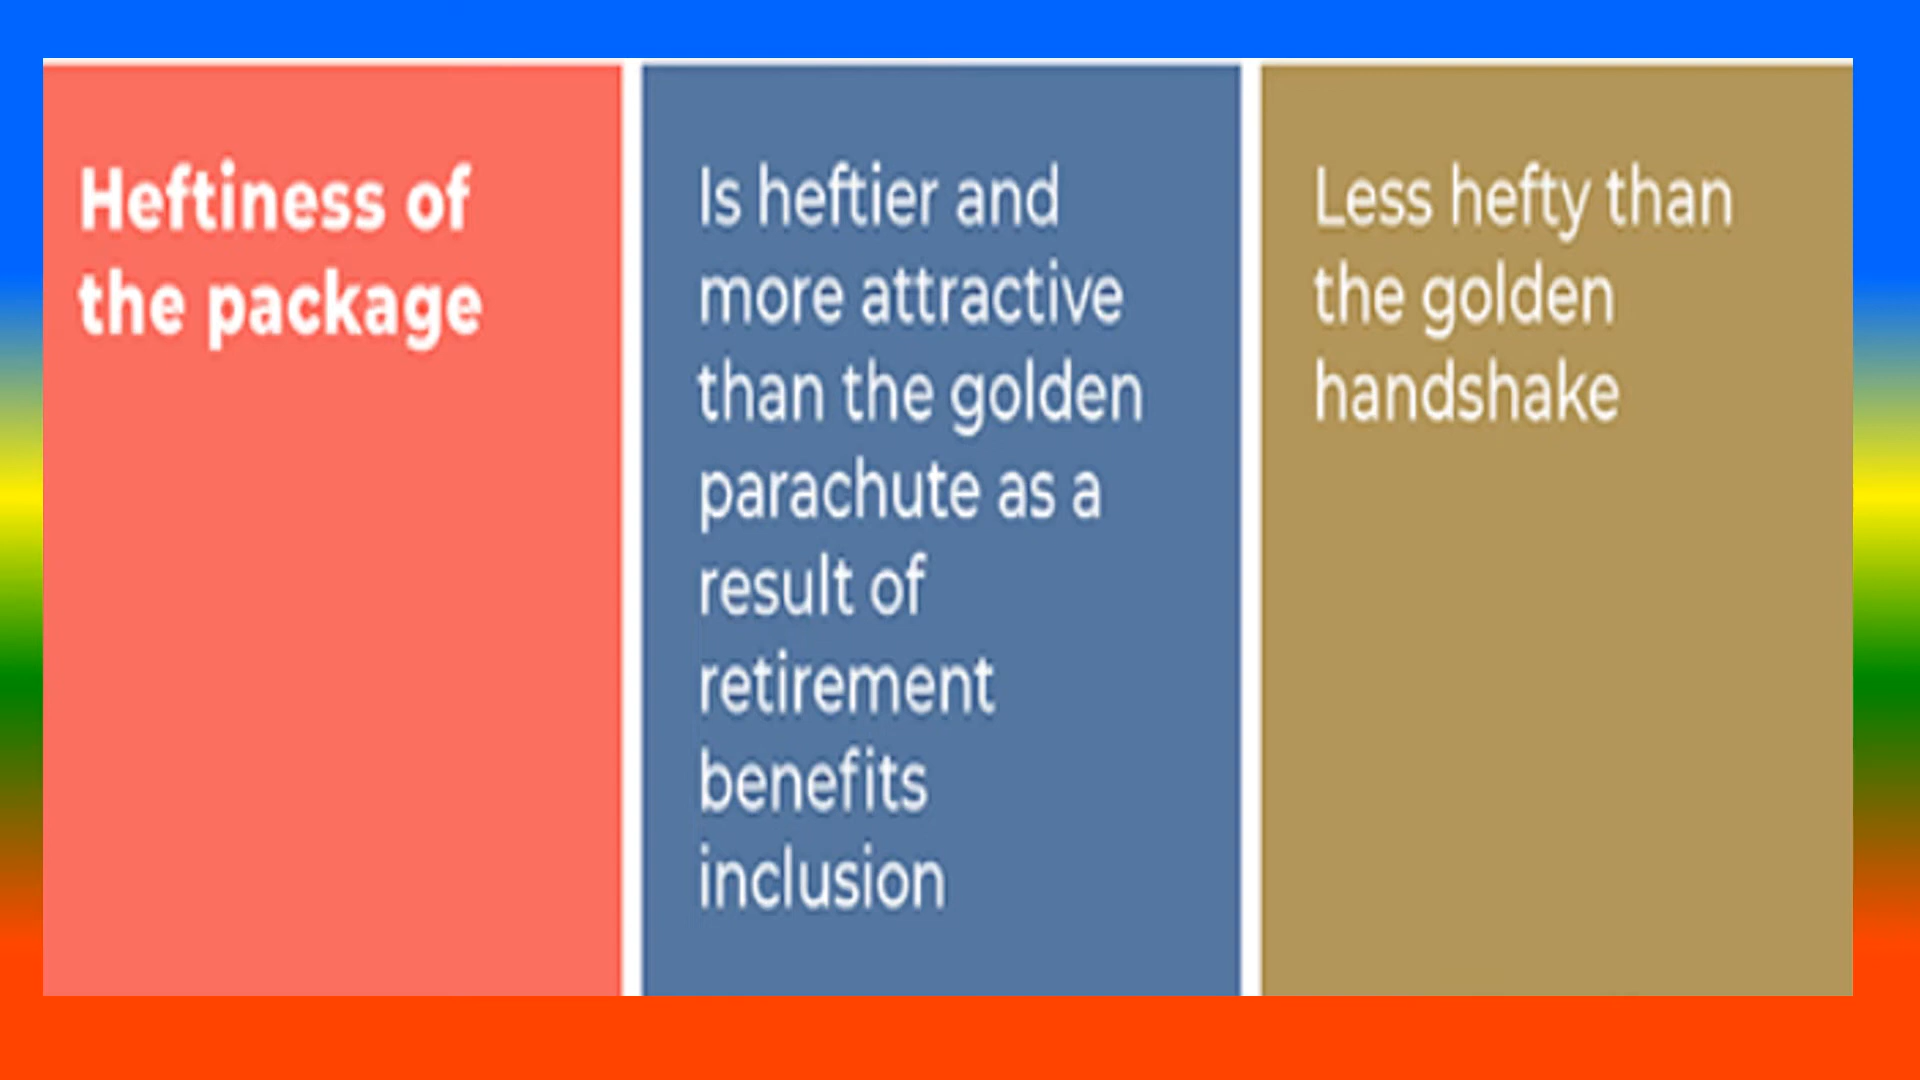 Heftiness of
the package
Is heftier and
more attractive
than the golden
parachute as a
result of
retirement
benefits
inclusion
Less hefty than
the golden
handshake